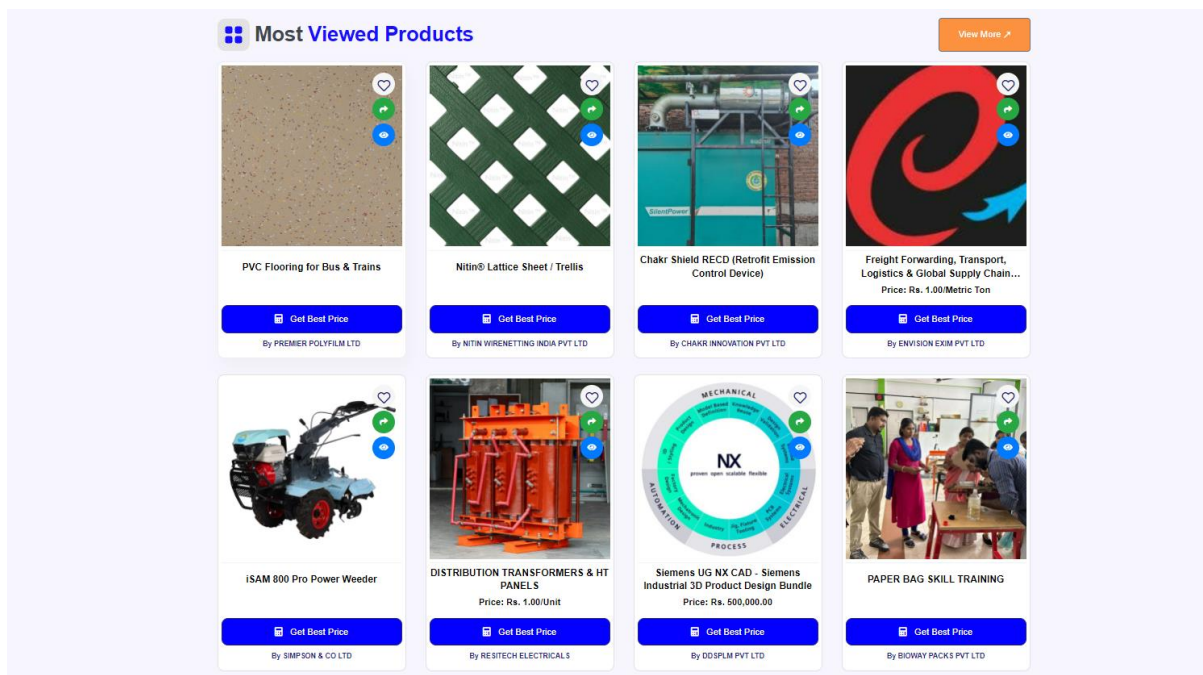 Most Viewed Products
View More ↗
PVC Flooring for Bus & Trains
Get Best Price
By PREMIER POLYFILM LTD
Nitin® Lattice Sheet / Trellis
Get Best Price
By NITIN WIRENETTING INDIA PVT LTD
SilentPower
Chakr Shield RECD (Retrofit Emission
Control Device)
Get Best Price
By CHAKR INNOVATION PVT LTD
Freight Forwarding, Transport,
Logistics & Global Supply Chain...
Price: Rs. 1.00/Metric Ton
Get Best Price
By ENVISION EXIM PVT LTD
iSAM 800 Pro Power Weeder
Get Best Price
By SIMPSON & CO LTD
DISTRIBUTION TRANSFORMERS & HT
PANELS
Price: Rs. 1.00/Unit
Get Best Price
By RESITECH ELECTRICALS
MECHANICAL
ELECTRICAL
PROCESS
AUTOMATION
Product
Design
Model Based
Definition
NX
proven open scalable flexible
Siemens UG NX CAD - Siemens
Industrial 3D Product Design Bundle
Price: Rs. 500,000.00
Get Best Price
By DDSPLM PVT LTD
PAPER BAG SKILL TRAINING
Get Best Price
By BIOWAY PACKS PVT LTD